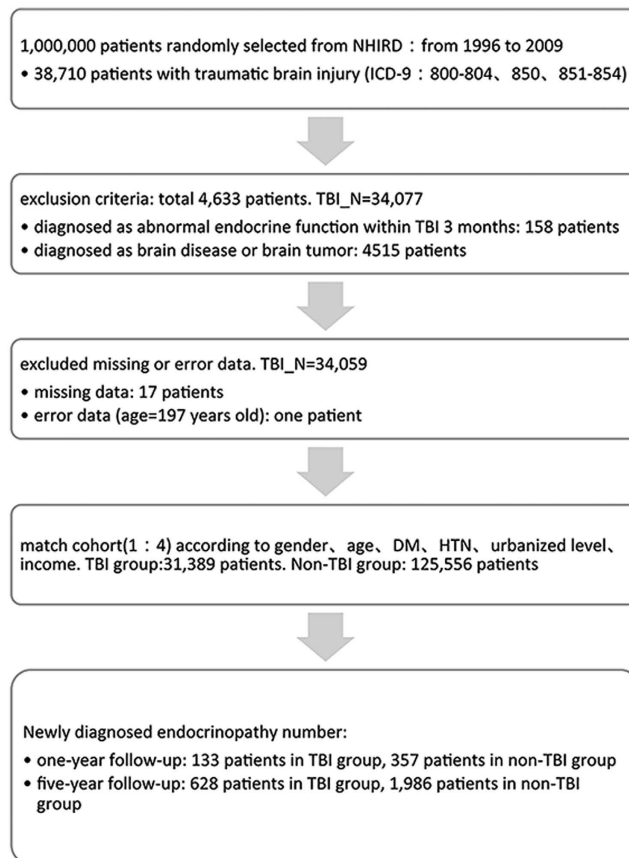 1,000,000 patients randomly selected from NHIRD：from 1996 to 2009
• 38,710 patients with traumatic brain injury (ICD-9：800-804、850、851-854)
exclusion criteria: total 4,633 patients. TBI_N=34,077
• diagnosed as abnormal endocrine function within TBI 3 months: 158 patients
• diagnosed as brain disease or brain tumor: 4515 patients
excluded missing or error data. TBI_N=34,059
• missing data: 17 patients
• error data (age=197 years old): one patient
match cohort(1：4) according to gender、age、DM、HTN、urbanized level、
income. TBI group:31,389 patients. Non-TBI group: 125,556 patients
Newly diagnosed endocrinopathy number:
• one-year follow-up: 133 patients in TBI group, 357 patients in non-TBI group
• five-year follow-up: 628 patients in TBI group, 1,986 patients in non-TBI
group